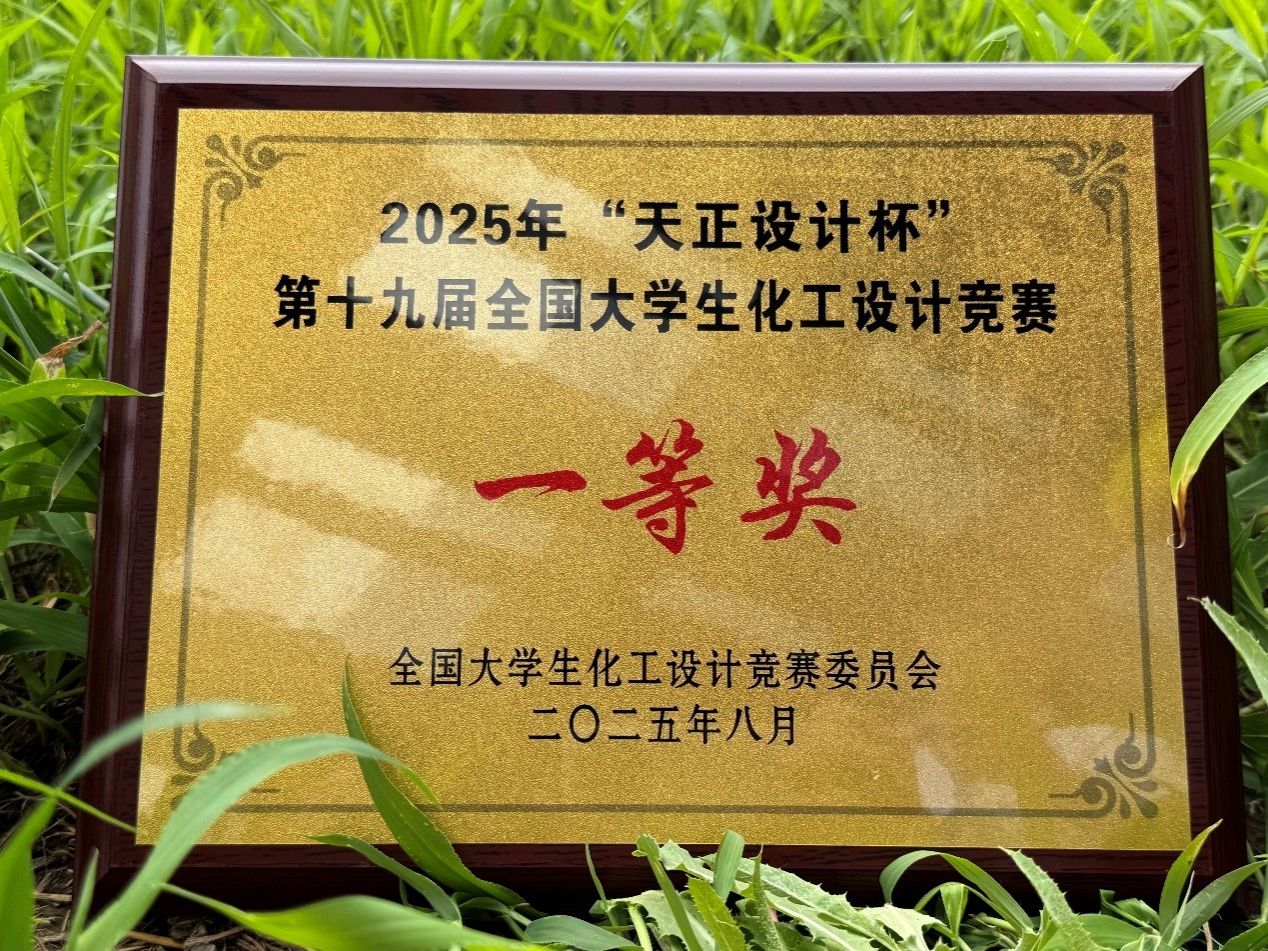 2025年“天正设计杯”
第十九届全国大学生化工设计竞赛
一等奖
全国大学生化工设计竞赛委员会
二〇二五年八月